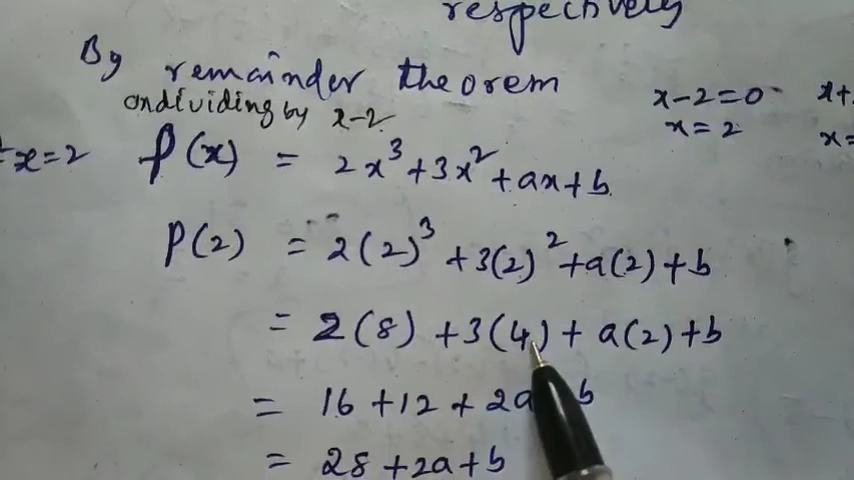 respectively
By remainder theorem
on dividing by x-2
x-2=0
x=2
x+
x=
x=2 P(x) = 2x³+3x²+ax+b
P(2) = 2(2)³+3(2)²+a(2)+b
= 2(8)+3(4)+a(2)+b
= 16+12+2a b
= 28+2a+b